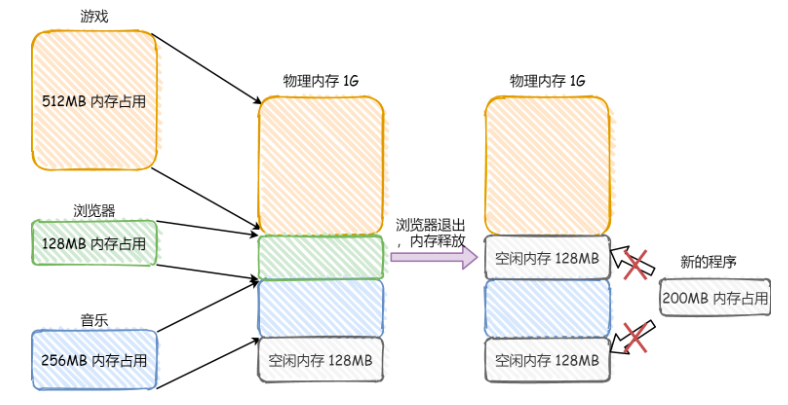 游戏
512MB 内存占用
浏览器
128MB 内存占用
音乐
256MB 内存占用
物理内存 1G
空闲内存 128MB
浏览器退出
，内存释放
物理内存 1G
空闲内存 128MB
空闲内存 128MB
新的程序
200MB 内存占用